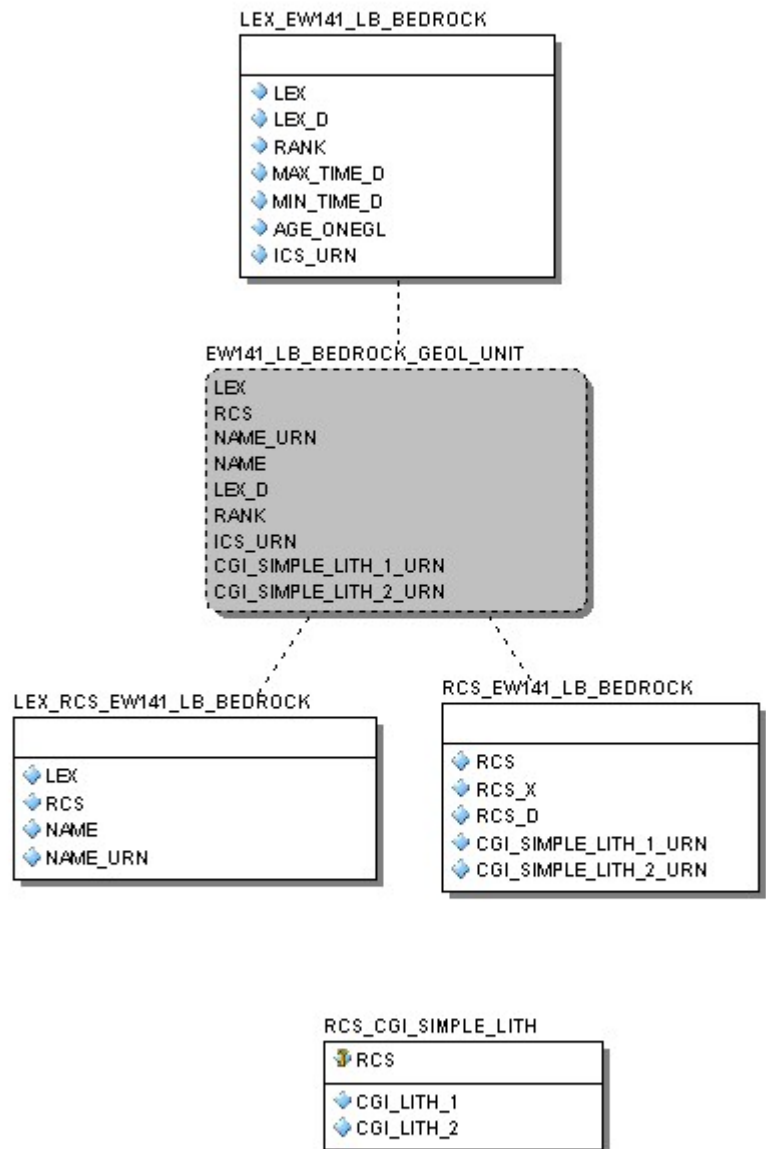 LEX_EW141_LB_BEDROCK
LEX
LEX_D
RANK
MAX_TIME_D
MIN_TIME_D
AGE_ONEGL
ICS_URN
EW141_LB_BEDROCK_GEOL_UNIT
LEX
RCS
NAME_URN
NAME
LEX_D
RANK
ICS_URN
CGI_SIMPLE_LITH_1_URN
CGI_SIMPLE_LITH_2_URN
LEX_RCS_EW141_LB_BEDROCK
LEX
RCS
NAME
NAME_URN
RCS_EW141_LB_BEDROCK
RCS
RCS_X
RCS_D
CGI_SIMPLE_LITH_1_URN
CGI_SIMPLE_LITH_2_URN
RCS_CGI_SIMPLE_LITH
RCS
CGI_LITH_1
CGI_LITH_2